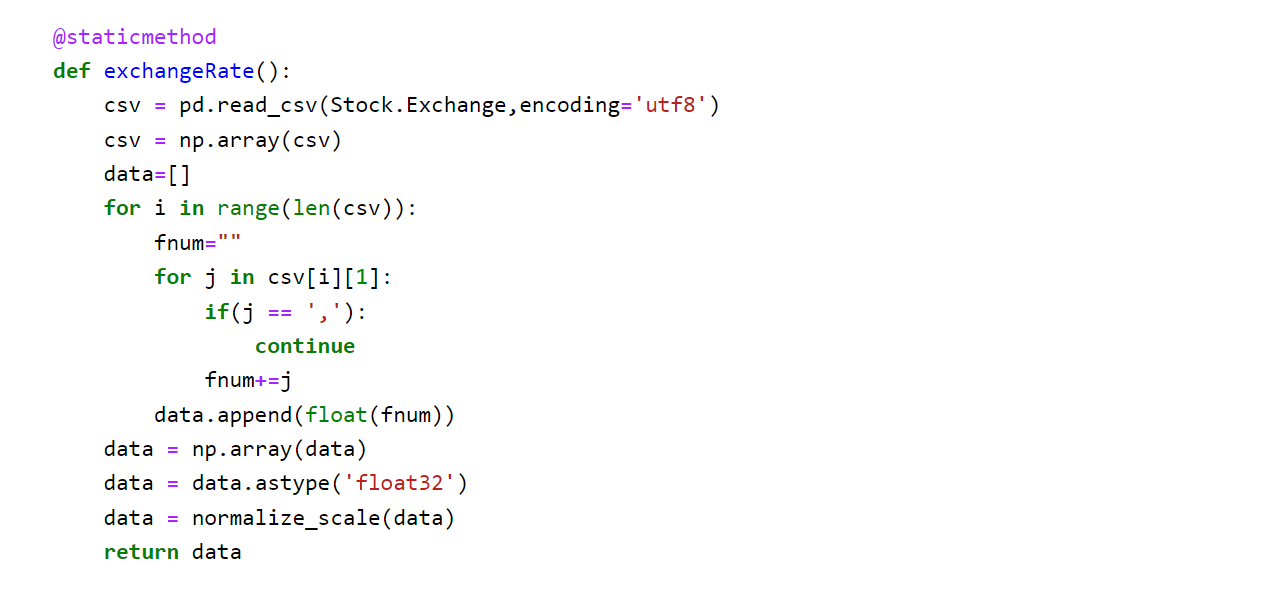 @staticmethod
def exchangeRate():
    csv = pd.read_csv(Stock.Exchange,encoding='utf8')
    csv = np.array(csv)
    data=[]
    for i in range(len(csv)):
        fnum=""
        for j in csv[i][1]:
            if(j == ','):
                continue
            fnum+=j
        data.append(float(fnum))
    data = np.array(data)
    data = data.astype('float32')
    data = normalize_scale(data)
    return data